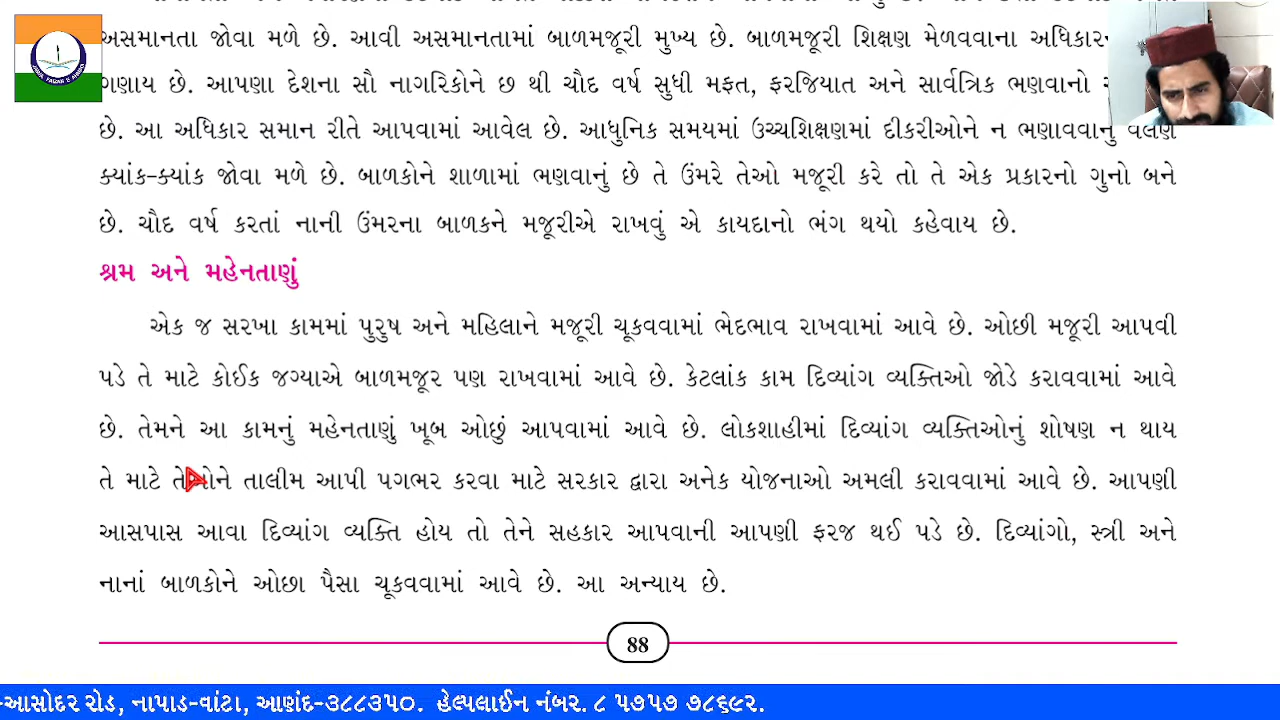 અસમાનતા જોવા મળે છે. આવી અસમાનતામાં બાળમજૂરી મુખ્ય છે. બાળમજૂરી શિક્ષણ મેળવવાના
ગણાય છે. આપણા દેશના સૌ નાગરિકોને છ થી ચૌદ વર્ષ સુધી મફત, ફરજિયાત અને સાર્વત્રિક ભણવાનો
છે. આ અધિકાર સમાન રીતે આપવામાં આવેલ છે. આધુનિક સમયમાં ઉચ્ચશિક્ષણમાં દીકરીઓને ન ભણાવવાનું વલણ
ક્યાંક-ક્યાંક જોવા મળે છે. બાળકોને શાળામાં ભણવાનું છે તે ઉંમરે તેઓ મજૂરી કરે તો તે એક પ્રકારનો ગુનો બને
છે. ચૌદ વર્ષ કરતાં નાની ઉંમરના બાળકને મજૂરીએ રાખવું એ કાયદાનો ભંગ થયો કહેવાય છે.
શ્રમ અને મહેનતાણું
એક જ સરખા કામમાં પુરુષ અને મહિલાને મજૂરી ચૂકવવામાં ભેદભાવ રાખવામાં આવે છે. ઓછી મજૂરી આપવી
પડે તે માટે કોઈક જગ્યાએ બાળમજૂર પણ રાખવામાં આવે છે. કેટલાંક કામ દિવ્યાંગ વ્યક્તિઓ જોડે કરાવવામાં આવે
છે. તેમને આ કામનું મહેનતાણું ખૂબ ઓછું આપવામાં આવે છે. લોકશાહીમાં દિવ્યાંગ વ્યક્તિઓનું શોષણ ન થાય
તે માટે તાલીમ આપી પગભર કરવા માટે સરકાર દ્વારા અનેક યોજનાઓ અમલી કરાવવામાં આવે છે. આપણી
આસપાસ આવા દિવ્યાંગ વ્યક્તિ હોય તો તેને સહકાર આપવાની આપણી ફરજ થઈ પડે છે. દિવ્યાંગો, સ્ત્રી અને
નાનાં બાળકોને ઓછા પૈસા ચૂકવવામાં આવે છે. આ અન્યાય છે.
88
-આસોદર રોડ, નાપાડ-વાંટા, આણંદ-૩૮૮૩૫૦. હેલ્પલાઈન નંબર. ૮ ૫૭૫૭ ૭૮૬૯૨.